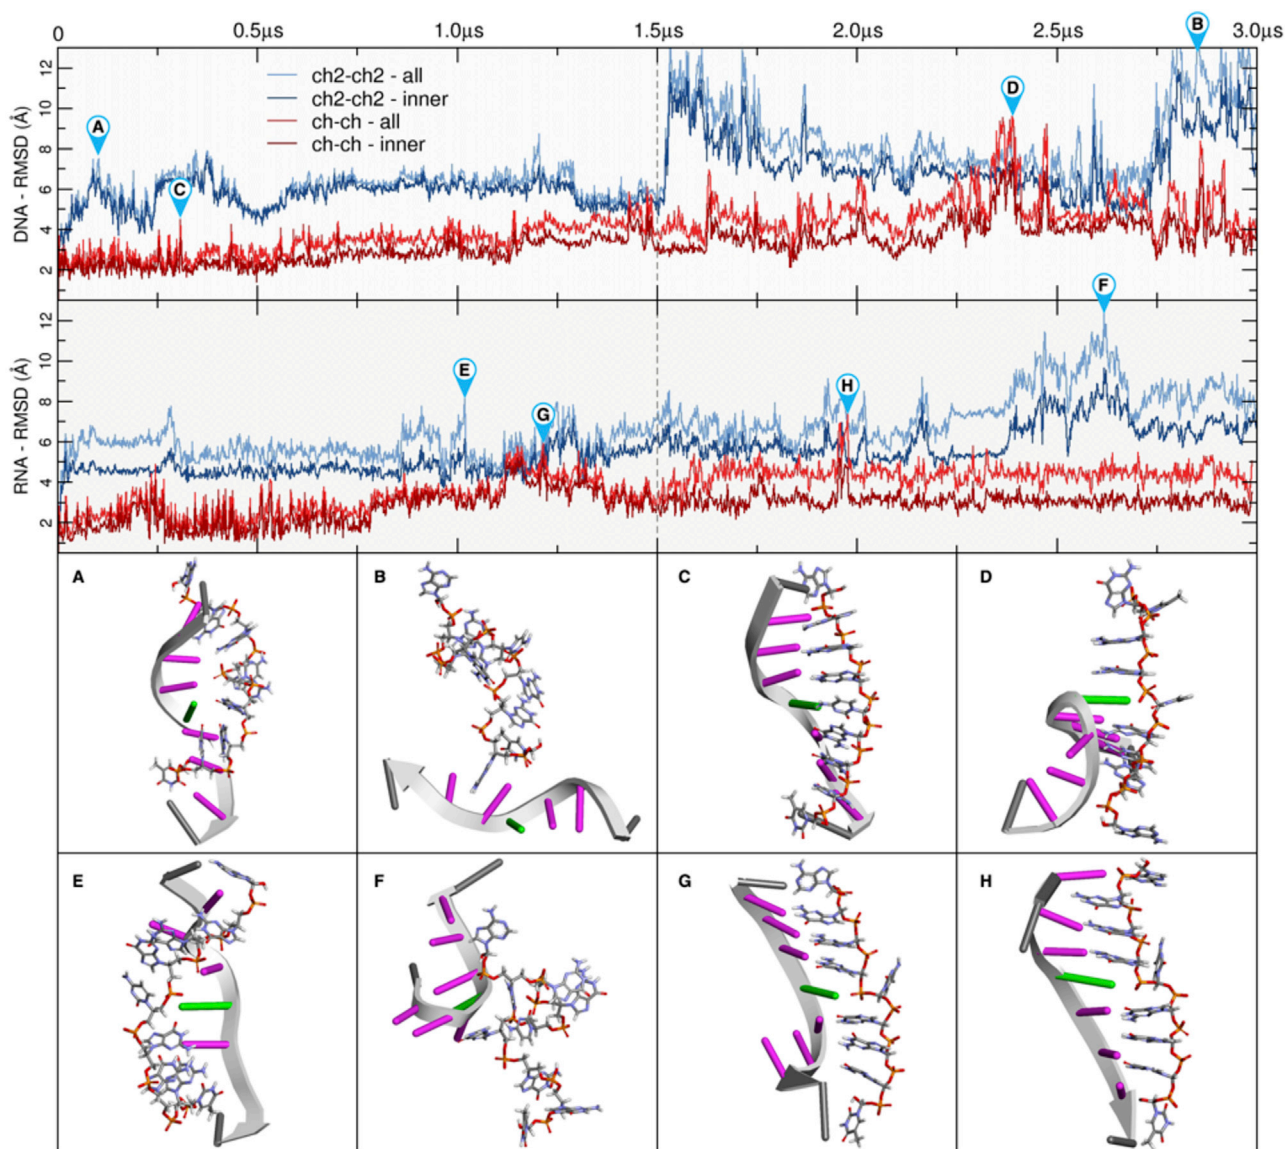 0 0.5μs 1.0μs 1.5μs 2.0μs 2.5μs 3.0μs
B
12
10
8
6
4
2
DNA - RMSD (Å)
ch2-ch2 - all
ch2-ch2 - inner
ch-ch - all
ch-ch - inner
A
C
D
F
12
10
8
6
4
2
RNA - RMSD (Å)
E
G
H
A B C D
E F G H